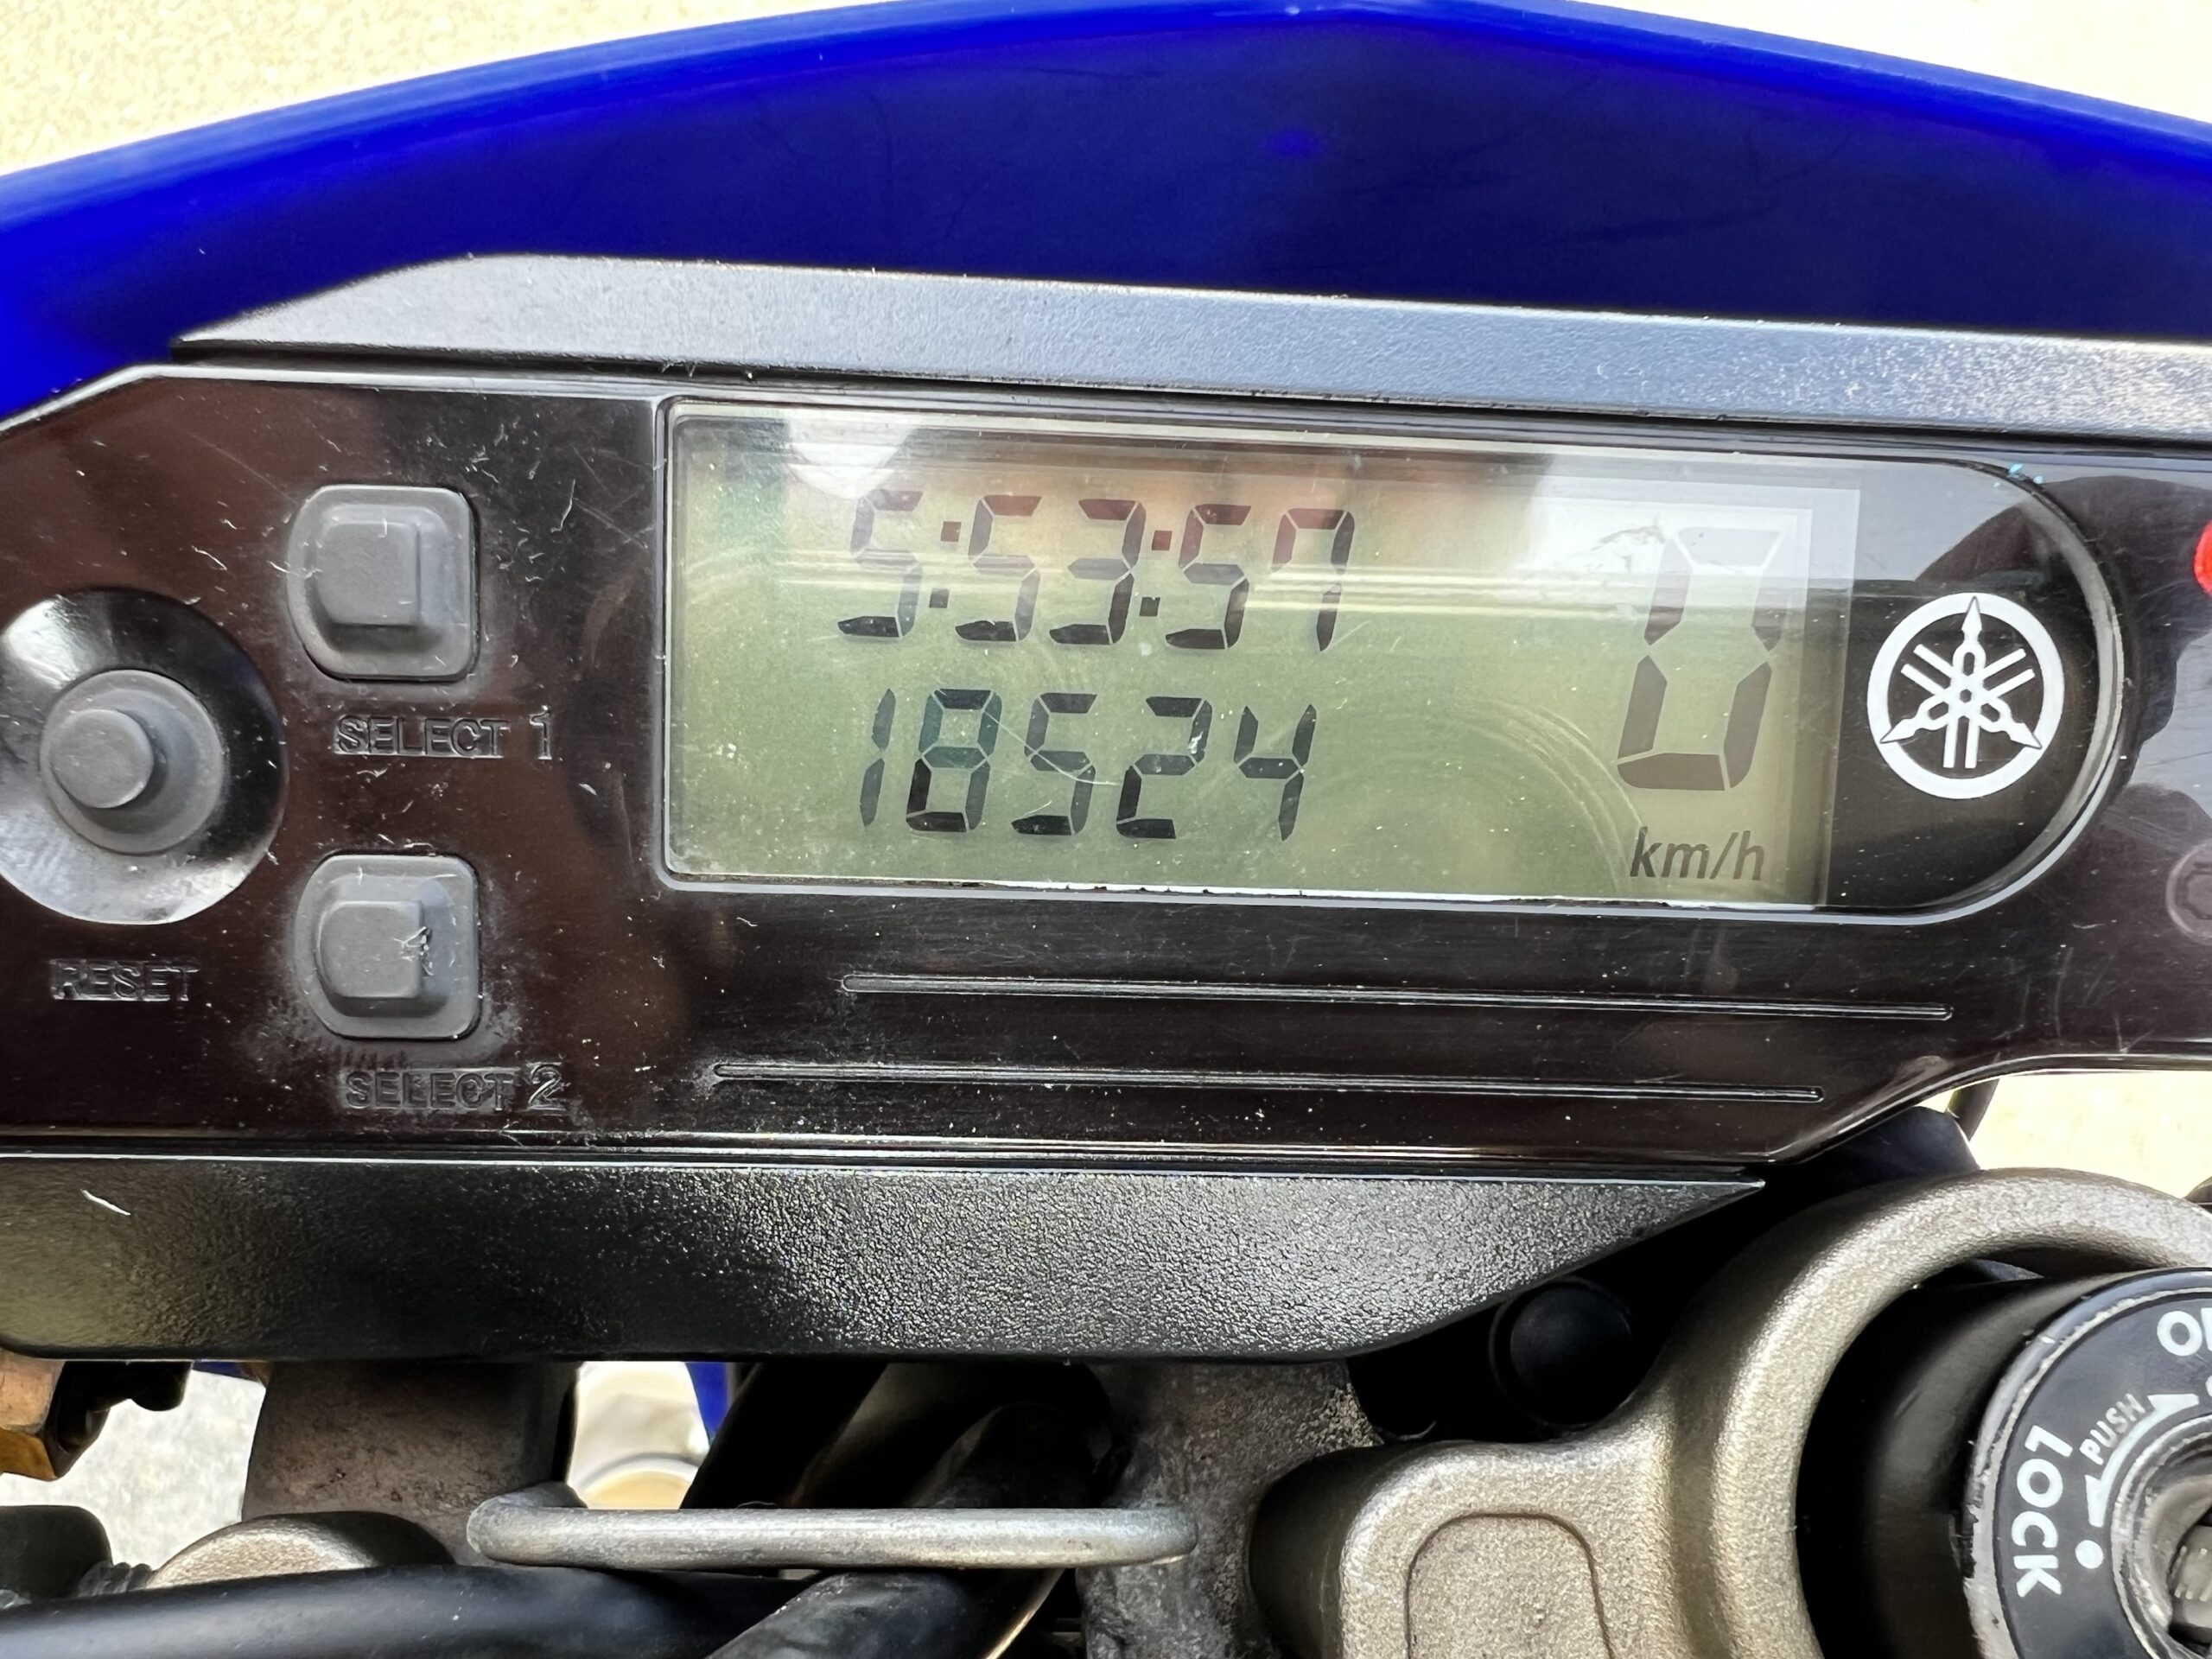 5:53:57
0
18524
km/h
SELECT 1
RESET
SELECT 2
PUSH
LOCK